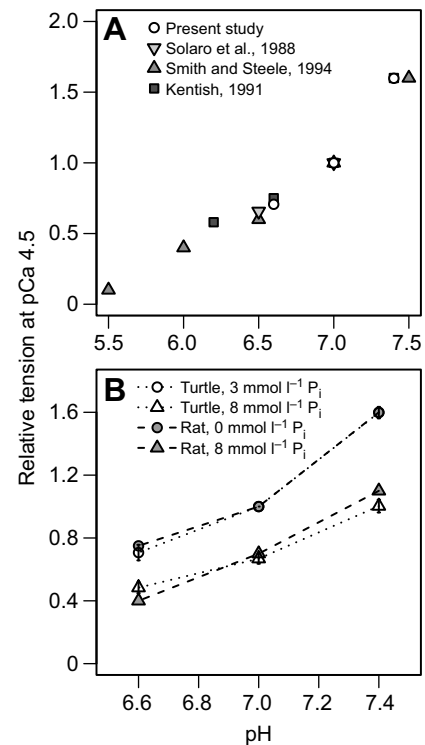 A
Present study
Solaro et al., 1988
Smith and Steele, 1994
Kentish, 1991
2.0
1.5
1.0
0.5
0
5.5 6.0 6.5 7.0 7.5
Relative tension at pCa 4.5
B
Turtle, 3 mmol l⁻¹ Pᵢ
Turtle, 8 mmol l⁻¹ Pᵢ
Rat, 0 mmol l⁻¹ Pᵢ
Rat, 8 mmol l⁻¹ Pᵢ
1.6
1.2
0.8
0.4
0
6.6 6.8 7.0 7.2 7.4
pH